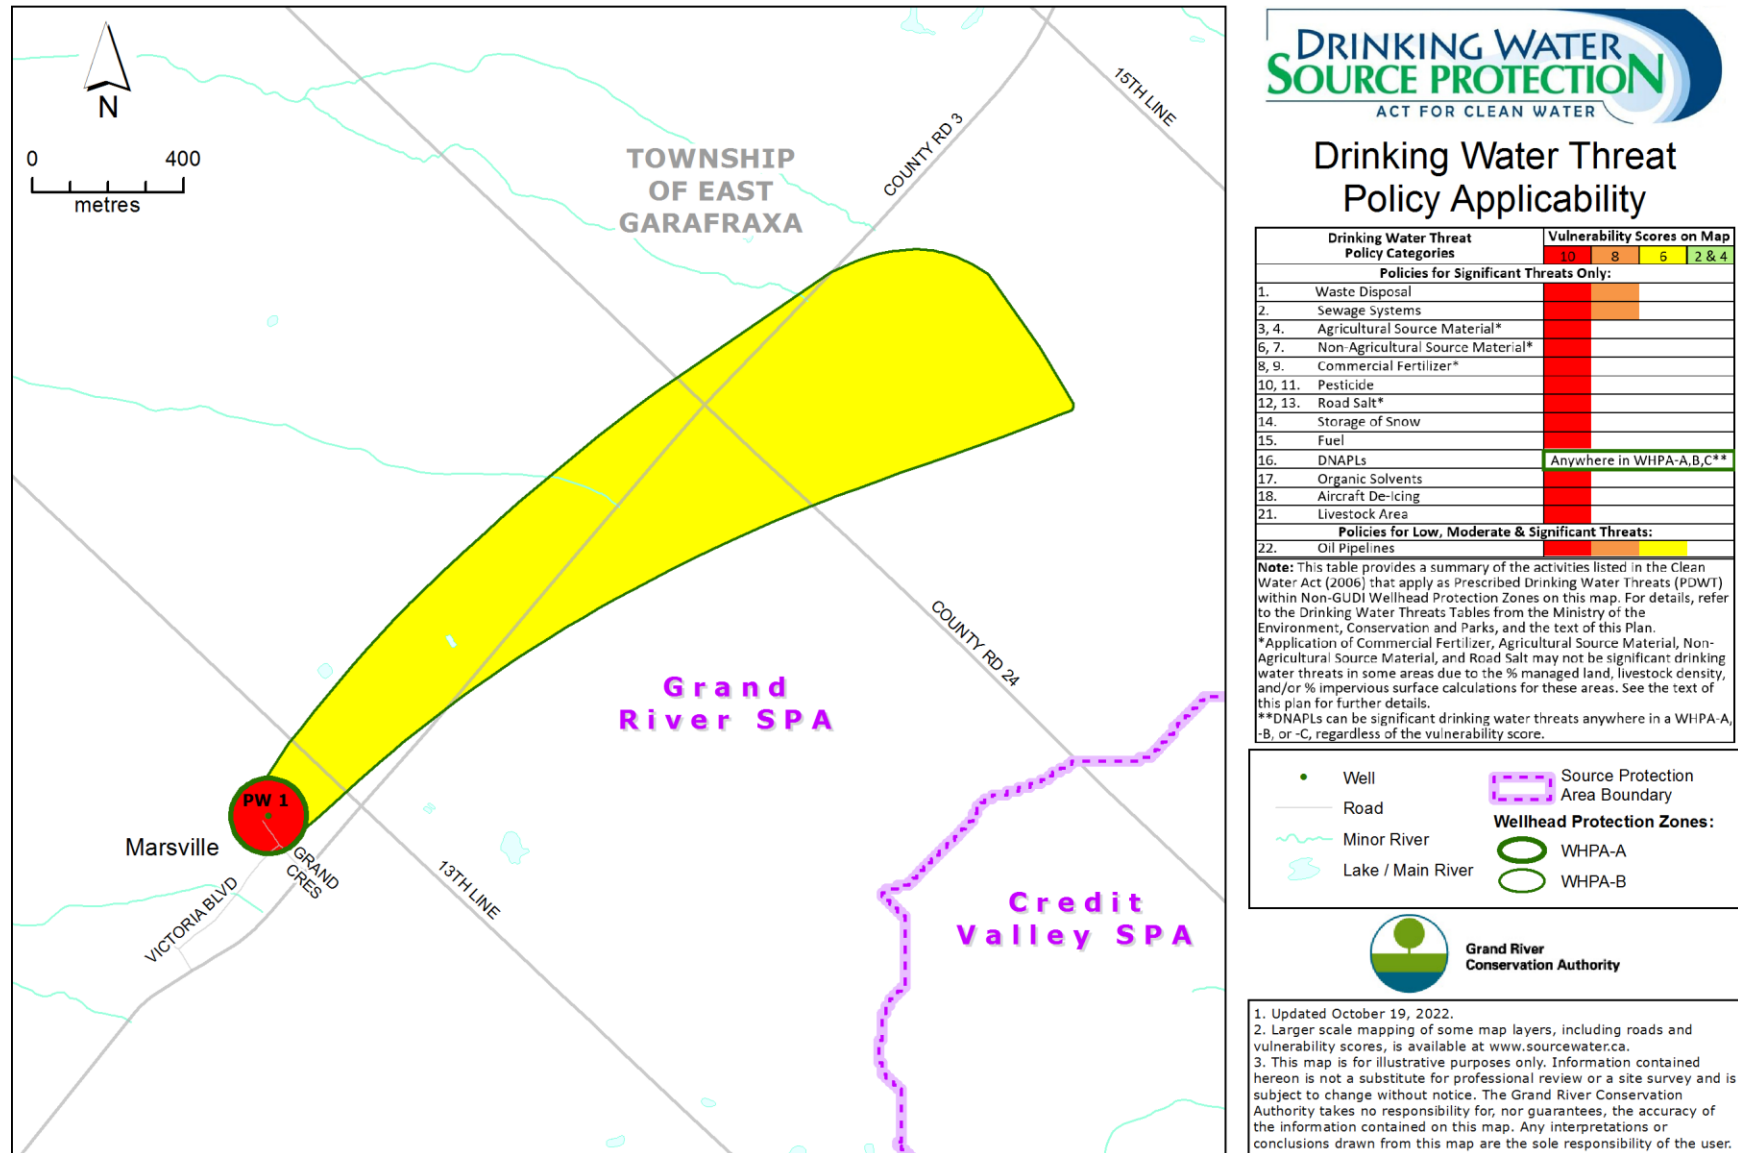 N
0 400
metres
TOWNSHIP
OF EAST
GARAFRAXA
COUNTY RD 3
15TH LINE
COUNTY RD 24
Grand
River SPA
Credit
Valley SPA
PW 1
Marsville
GRAND
CRES
VICTORIA BLVD
13TH LINE
DRINKING WATER
SOURCE PROTECTION
ACT FOR CLEAN WATER
Drinking Water Threat
Policy Applicability
Drinking Water Threat
Policy Categories
Vulnerability Scores on Map
10 8 6 2 & 4
Policies for Significant Threats Only:
1. Waste Disposal
2. Sewage Systems
3, 4. Agricultural Source Material*
6, 7. Non-Agricultural Source Material*
8, 9. Commercial Fertilizer*
10, 11. Pesticide
12, 13. Road Salt*
14. Storage of Snow
15. Fuel
16. DNAPLs Anywhere in WHPA-A,B,C**
17. Organic Solvents
18. Aircraft De-Icing
21. Livestock Area
Policies for Low, Moderate & Significant Threats:
22. Oil Pipelines
Note: This table provides a summary of the activities listed in the Clean
Water Act (2006) that apply as Prescribed Drinking Water Threats (PDWT)
within Non-GUDI Wellhead Protection Zones on this map. For details, refer
to the Drinking Water Threats Tables from the Ministry of the
Environment, Conservation and Parks, and the text of this Plan.
*Application of Commercial Fertilizer, Agricultural Source Material, Non-
Agricultural Source Material, and Road Salt may not be significant drinking
water threats in some areas due to the % managed land, livestock density,
and/or % impervious surface calculations for these areas. See the text of
this plan for further details.
**DNAPLs can be significant drinking water threats anywhere in a WHPA-A,
-B, or -C, regardless of the vulnerability score.
Well
Road
Minor River
Lake / Main River
Source Protection
Area Boundary
Wellhead Protection Zones:
WHPA-A
WHPA-B
Grand River
Conservation Authority
1. Updated October 19, 2022.
2. Larger scale mapping of some map layers, including roads and
vulnerability scores, is available at www.sourcewater.ca.
3. This map is for illustrative purposes only. Information contained
hereon is not a substitute for professional review or a site survey and is
subject to change without notice. The Grand River Conservation
Authority takes no responsibility for, nor guarantees, the accuracy of
the information contained on this map. Any interpretations or
conclusions drawn from this map are the sole responsibility of the user.